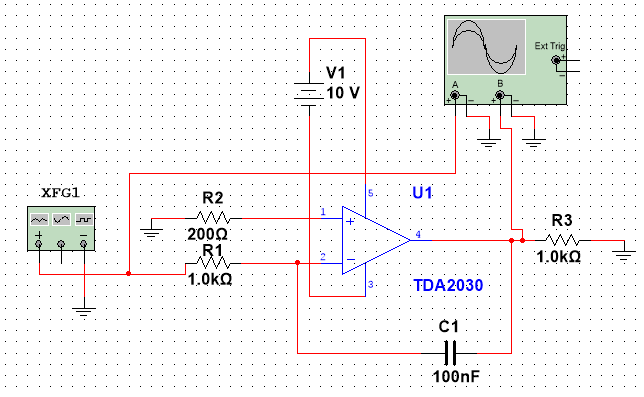 V1
10 V
Ext Trig
+
−
A
B
+ − + −
XFG1
+ −
R2
200Ω
R1
1.0kΩ
1
2
5
3
4
+
−
U1
TDA2030
R3
1.0kΩ
C1
100nF